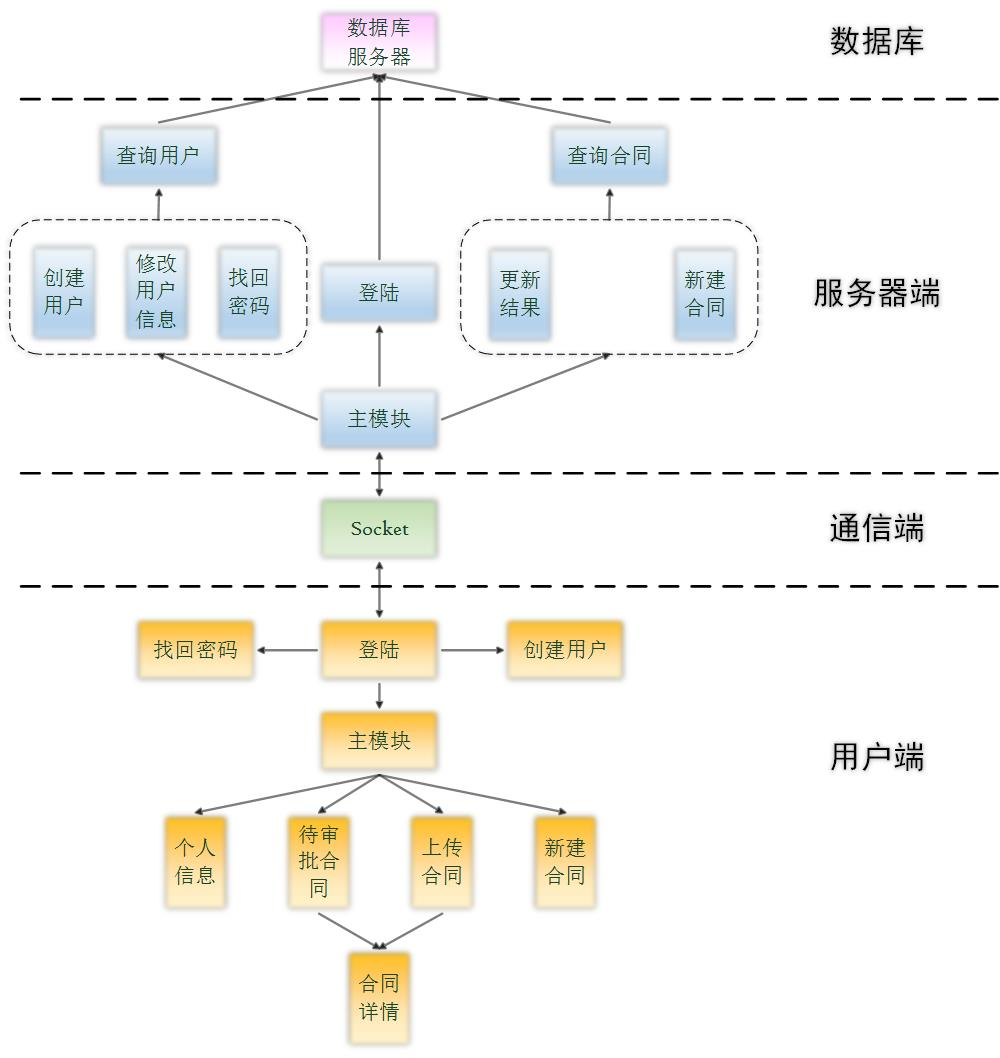 数据库
服务器
数据库
查询用户
查询合同
创建
用户
修改
用户
信息
找回
密码
登陆
更新
结果
新建
合同
服务器端
主模块
Socket
通信端
找回密码
登陆
创建用户
主模块
用户端
个人
信息
待审
批合
同
上传
合同
新建
合同
合同
详情